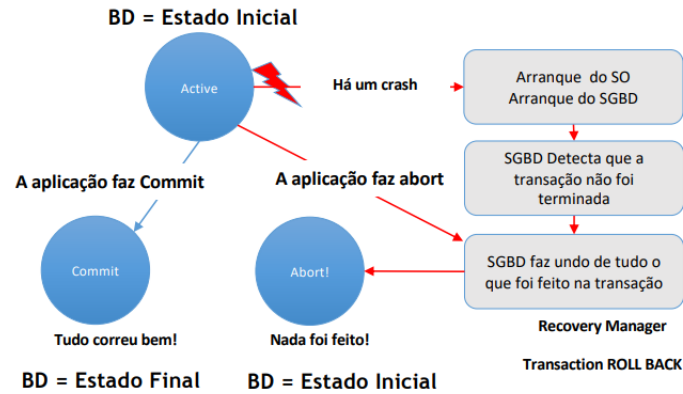 BD = Estado Inicial
Active
Há um crash
Arranque do SO
Arranque do SGBD
SGBD Detecta que a
transação não foi
terminada
A aplicação faz Commit
A aplicação faz abort
Commit
Abort!
SGBD faz undo de tudo o
que foi feito na transação
Tudo correu bem!
Nada foi feito!
Recovery Manager
Transaction ROLL BACK
BD = Estado Final
BD = Estado Inicial